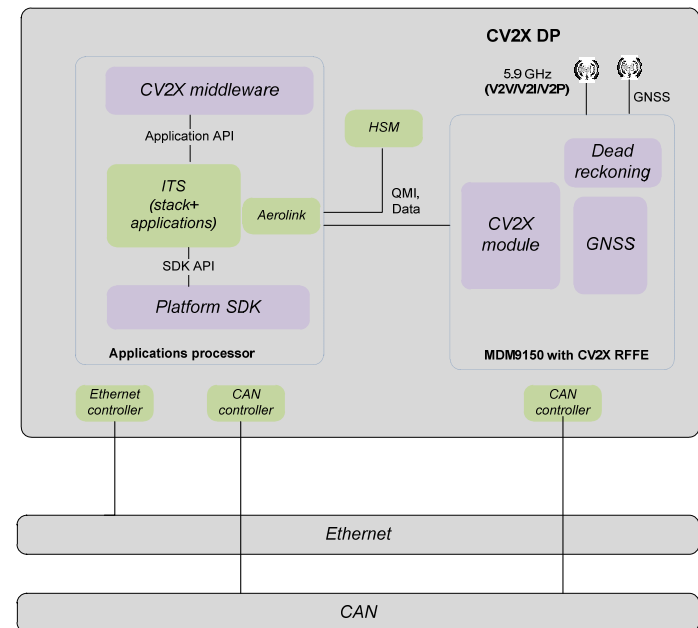 CV2X DP
5.9 GHz
(V2V/V2I/V2P)
GNSS
CV2X middleware
Application API
HSM
ITS
(stack+
applications)
Aerolink
QMI,
Data
SDK API
Platform SDK
Applications processor
Dead
reckoning
CV2X
module
GNSS
MDM9150 with CV2X RFFE
Ethernet
controller
CAN
controller
CAN
controller
Ethernet
CAN